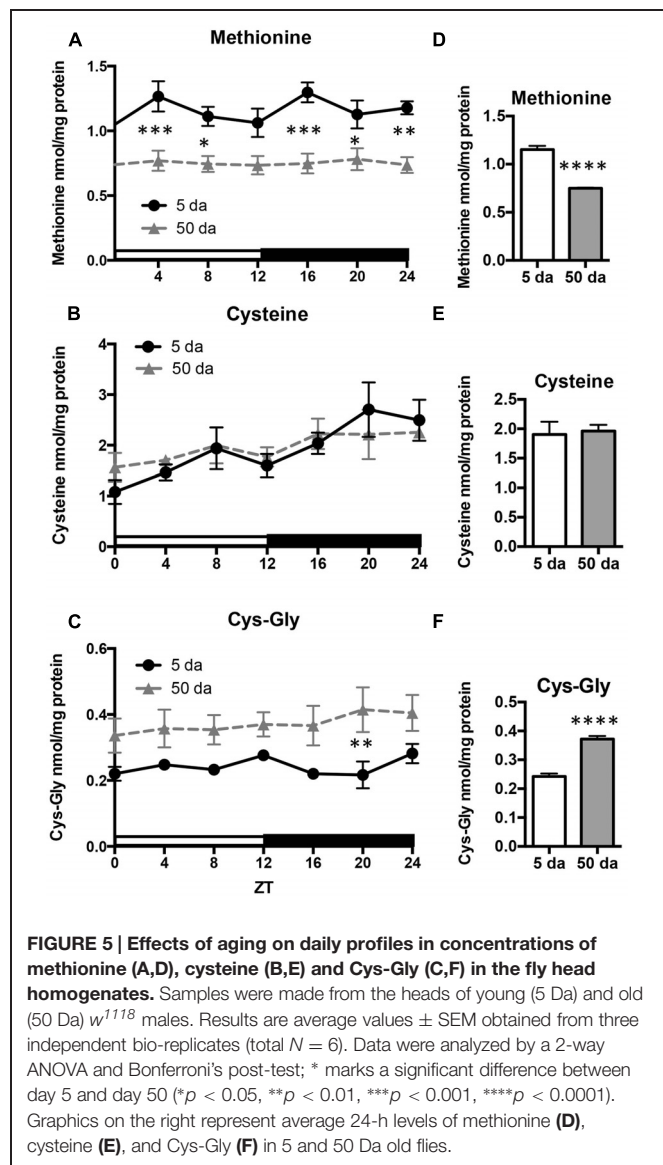 A
Methionine
Methionine nmol/mg protein
1.5
1.0
0.5
0.0
***
*
***
*
**
5 da
50 da
4 8 12 16 20 24
D
Methionine
Methionine nmol/mg protein
1.5
1.0
0.5
0.0
****
5 da 50 da
B
Cysteine
Cysteine nmol/mg protein
4
3
2
1
0
5 da
50 da
0 4 8 12 16 20 24
E
Cysteine
Cysteine nmol/mg protein
2.5
2.0
1.5
1.0
0.5
0.0
5 da 50 da
C
Cys-Gly
Cys-Gly nmol/mg protein
0.6
0.4
0.2
0.0
5 da
50 da
**
0 4 8 12 16 20 24
ZT
F
Cys-Gly
Cys-Gly nmol/mg protein
0.5
0.4
0.3
0.2
0.1
0.0
****
5 da 50 da
FIGURE 5 | Effects of aging on daily profiles in concentrations of
methionine (A,D), cysteine (B,E) and Cys-Gly (C,F) in the fly head
homogenates. Samples were made from the heads of young (5 Da) and old
(50 Da) w1118 males. Results are average values ± SEM obtained from three
independent bio-replicates (total N = 6). Data were analyzed by a 2-way
ANOVA and Bonferroni's post-test; * marks a significant difference between
day 5 and day 50 (*p < 0.05, **p < 0.01, ***p < 0.001, ****p < 0.0001).
Graphics on the right represent average 24-h levels of methionine (D),
cysteine (E), and Cys-Gly (F) in 5 and 50 Da old flies.